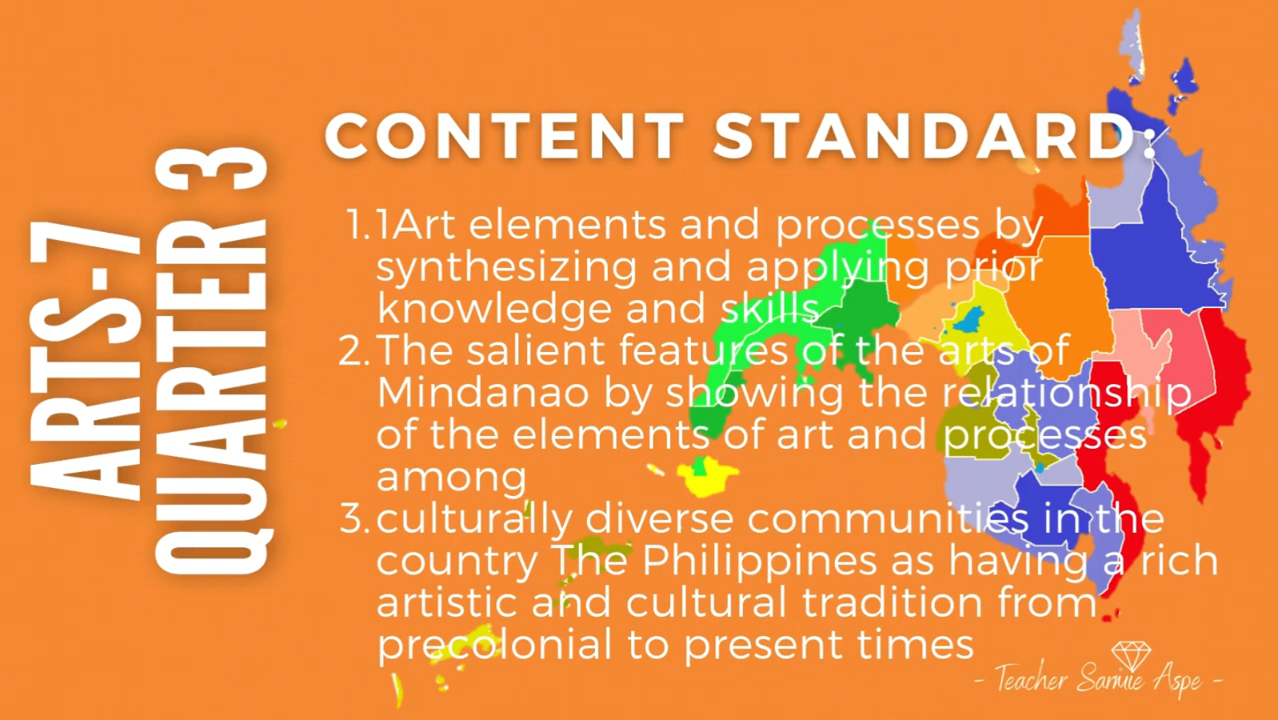 ARTS-7
QUARTER 3
CONTENT STANDARD:
1.1Art elements and processes by
synthesizing and applying prior
knowledge and skills
2.The salient features of the arts of
Mindanao by showing the relationship
of the elements of art and processes
among
3.culturally diverse communities in the
country The Philippines as having a rich
artistic and cultural tradition from
precolonial to present times
- Teacher Samie Aspe -